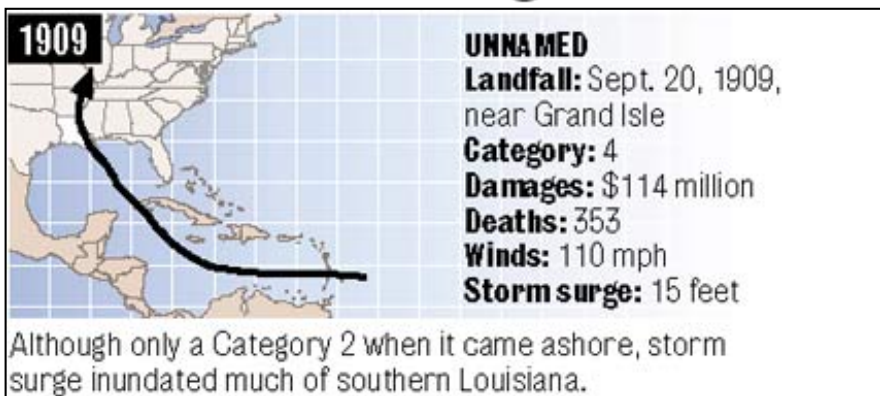 1909
UNNAMED
Landfall: Sept. 20, 1909,
near Grand Isle
Category: 4
Damages: $114 million
Deaths: 353
Winds: 110 mph
Storm surge: 15 feet
Although only a Category 2 when it came ashore, storm
surge inundated much of southern Louisiana.